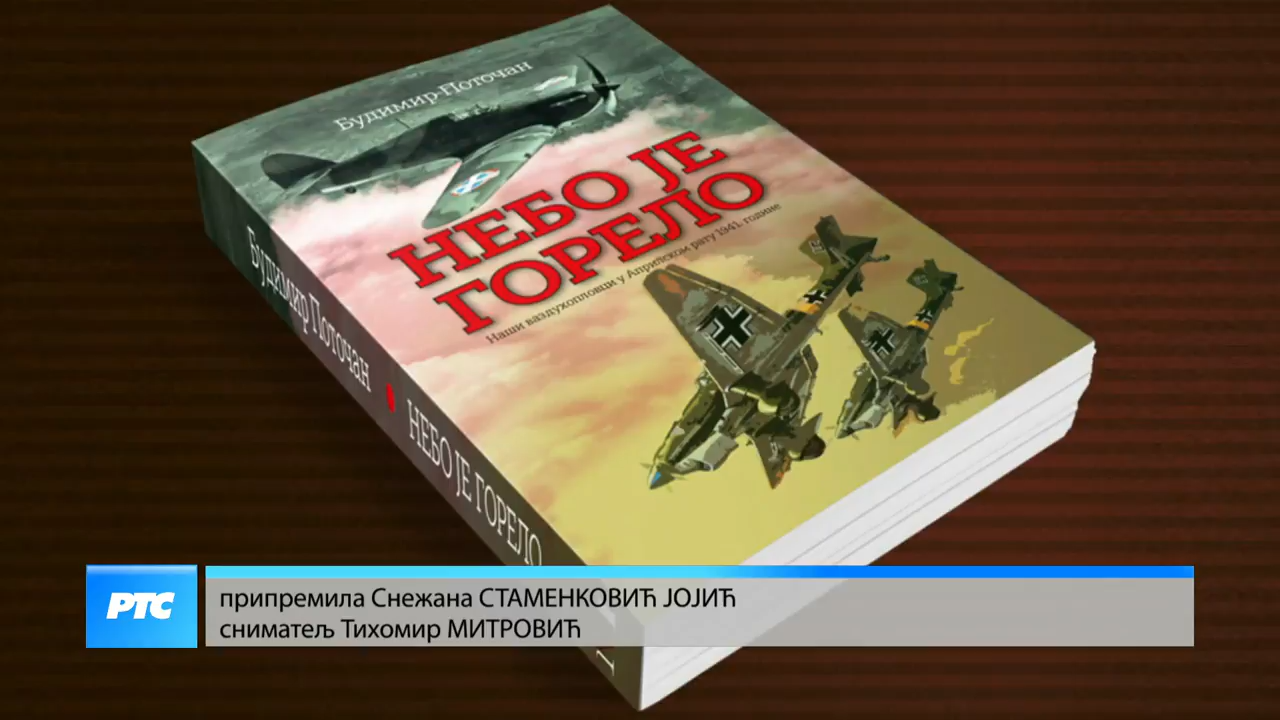 Будимир Поточан
НЕБО ЈЕ
ГОРЕЛО
Наши ваздухопловци у Априлском рату 1941. године
Будимир Поточан НЕБО ЈЕ ГОРЕЛО
РТС
припремила Снежана СТАМЕНКОВИЋ ЈОЈИЋ
сниматељ Тихомир МИТРОВИЋ